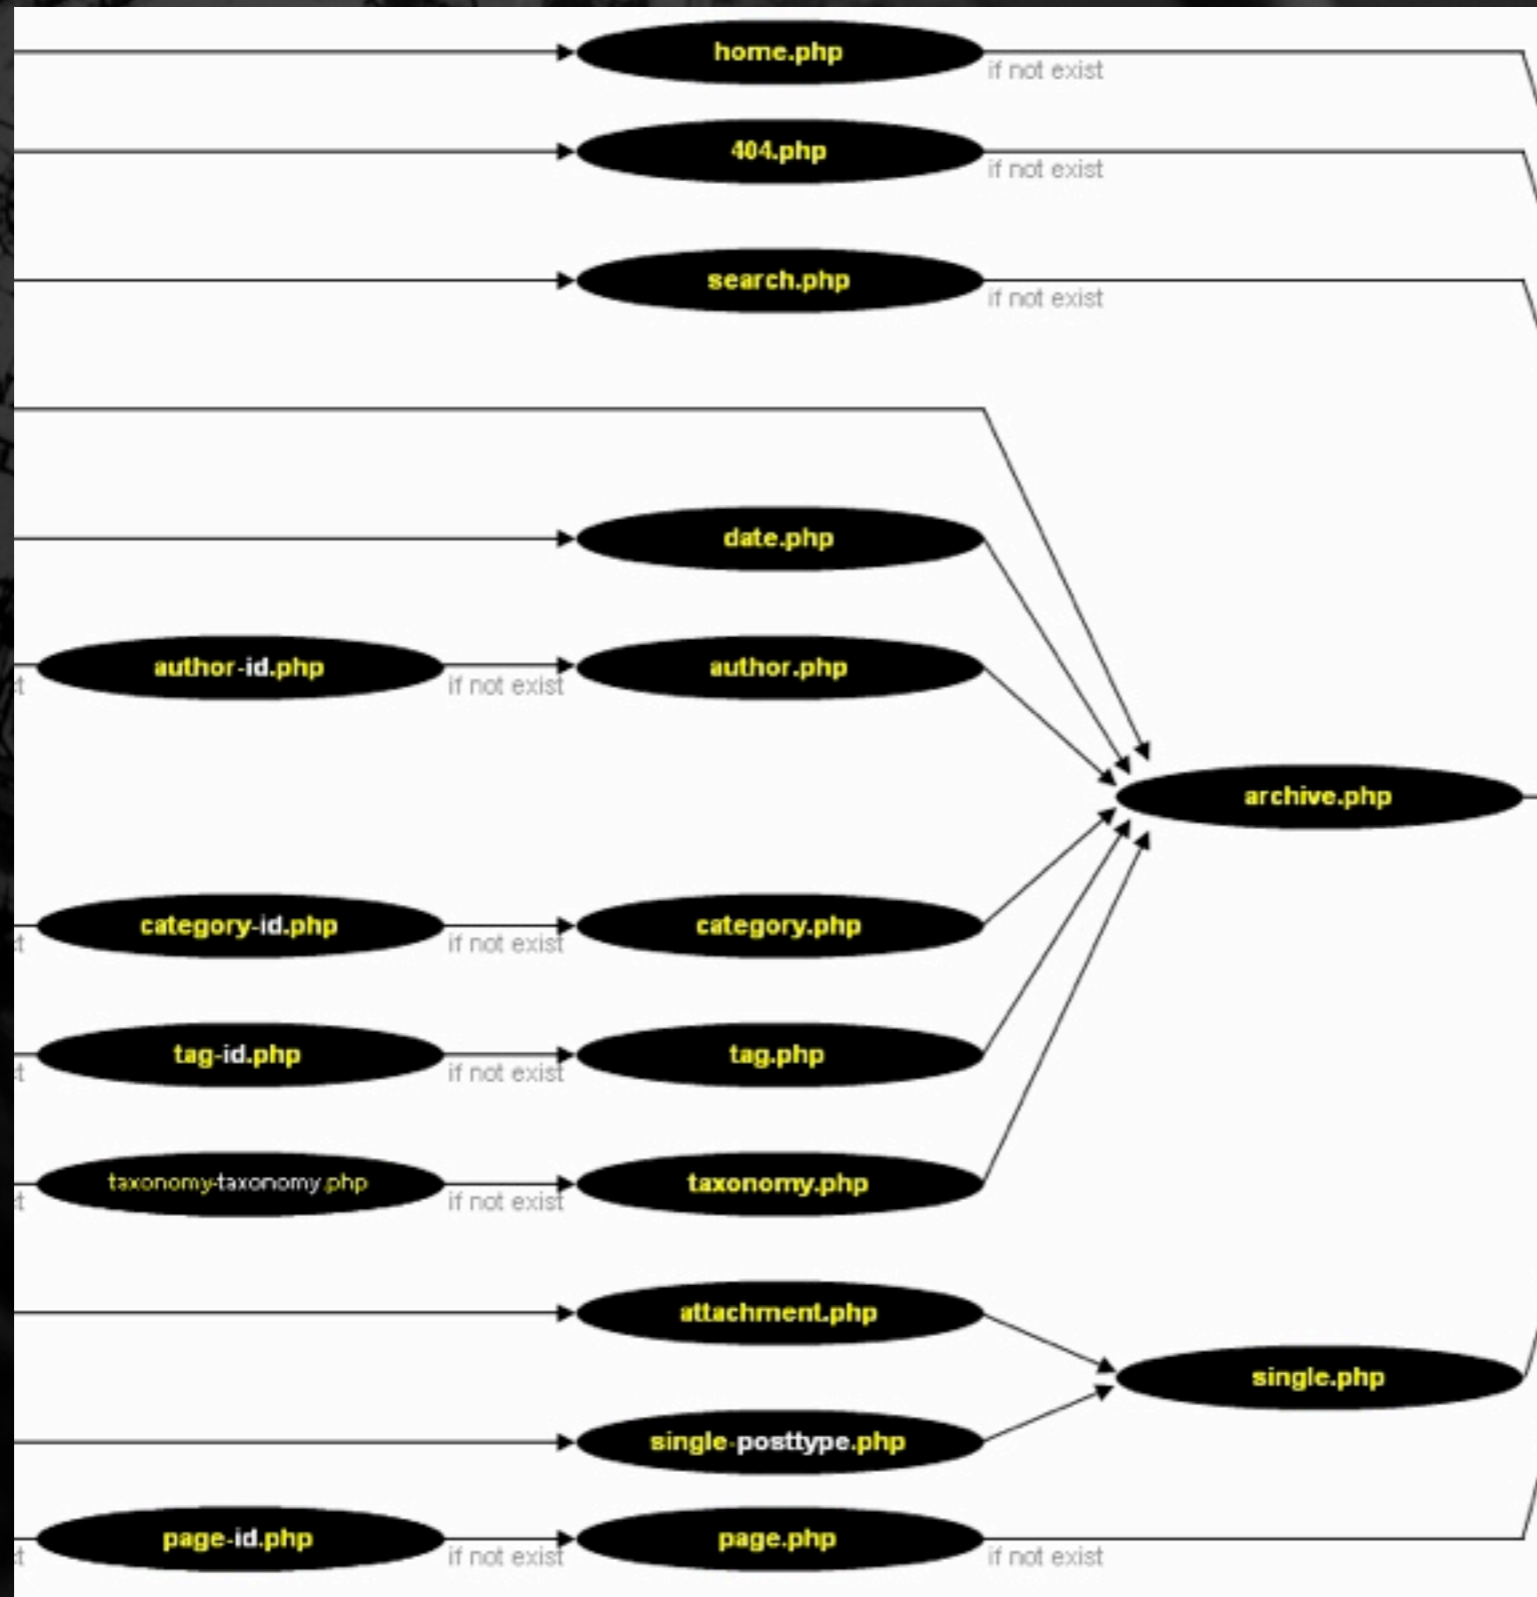 home.php
if not exist
404.php
if not exist
search.php
if not exist
date.php
author-id.php
if not exist
author.php
archive.php
category-id.php
if not exist
category.php
tag-id.php
if not exist
tag.php
taxonomy-taxonomy.php
if not exist
taxonomy.php
attachment.php
single.php
single-posttype.php
page-id.php
if not exist
page.php
if not exist